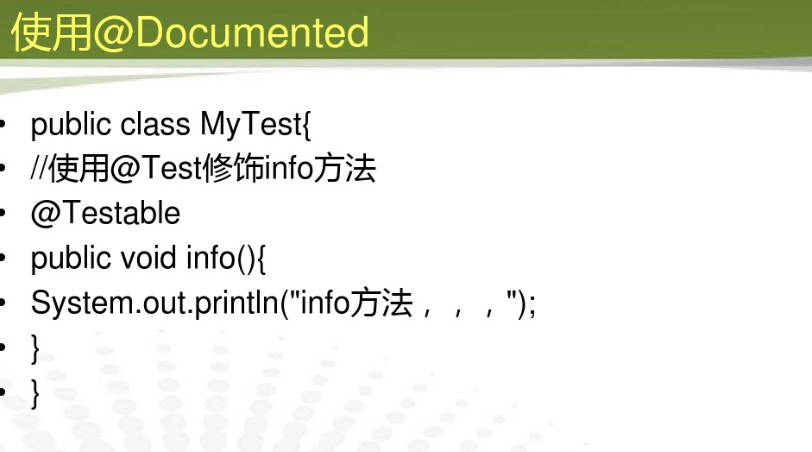 使用@Documented
• public class MyTest{
• //使用@Test修饰info方法
• @Testable
• public void info(){
• System.out.println("info方法，，，");
• }
• }